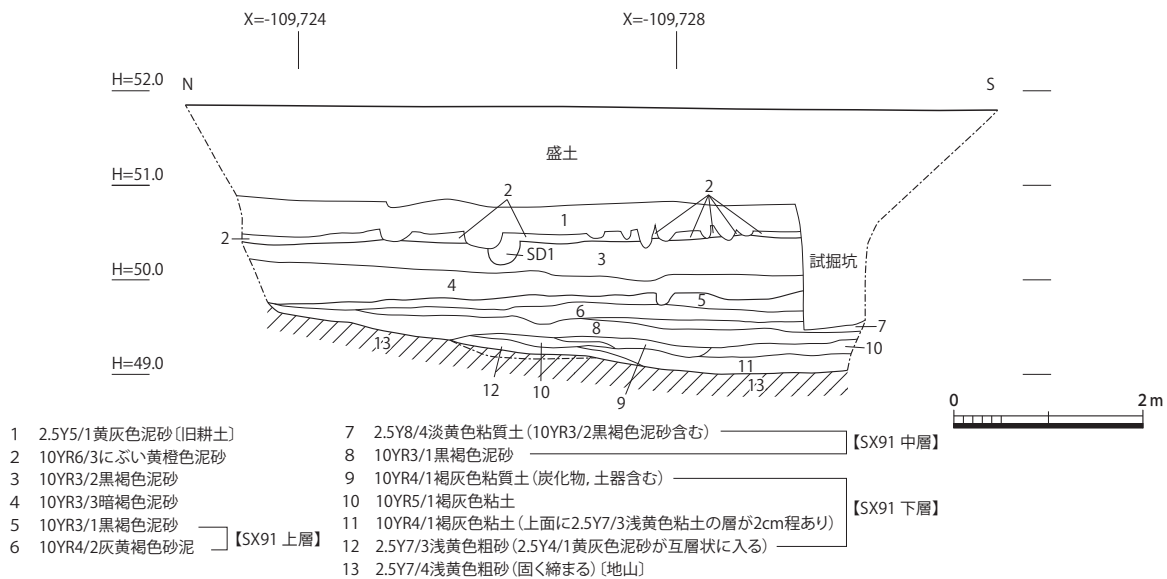 X=-109,724 X=-109,728
H=52.0 N S
盛土
H=51.0
2 2
1
2 SD1 3 試掘坑
H=50.0
4 5
6 7
8
13 10
H=49.0 11
12 10 9 13
0 2 m
1 2.5Y5/1黄灰色泥砂〔旧耕土〕
2 10YR6/3にぶい黄橙色泥砂
3 10YR3/2黒褐色泥砂
4 10YR3/3暗褐色泥砂
5 10YR3/1黒褐色泥砂
6 10YR4/2灰黄褐色砂泥
【SX91 上層】
7 2.5Y8/4淡黄色粘質土(10YR3/2黒褐色泥砂含む)
8 10YR3/1黒褐色泥砂
【SX91 中層】
9 10YR4/1褐灰色粘質土(炭化物, 土器含む)
10 10YR5/1褐灰色粘土
11 10YR4/1褐灰色粘土(上面に2.5Y7/3浅黄色粘土の層が2cm程あり)
12 2.5Y7/3浅黄色粗砂(2.5Y4/1黄灰色泥砂が互層状に入る)
【SX91 下層】
13 2.5Y7/4浅黄色粗砂(固く締まる)〔地山〕